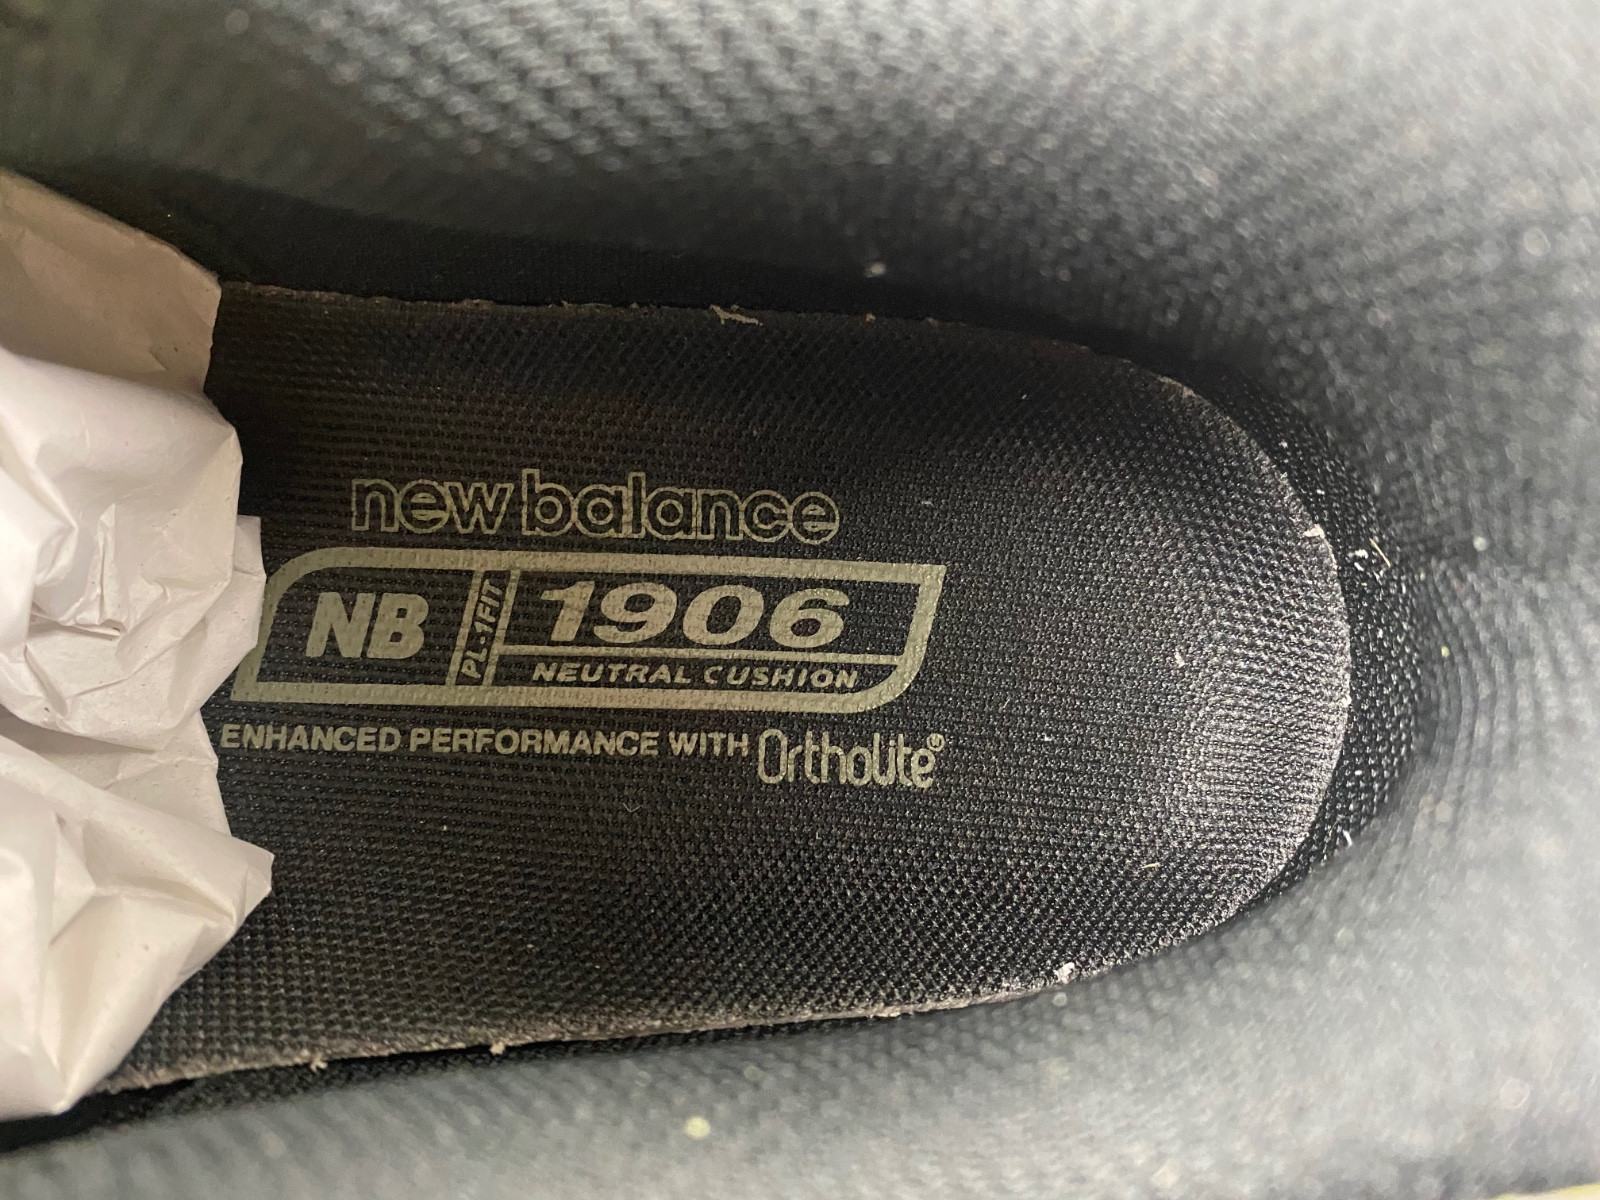 new balance
NB PL-1FIT 1906
NEUTRAL CUSHION
ENHANCED PERFORMANCE WITH OrthoLite®